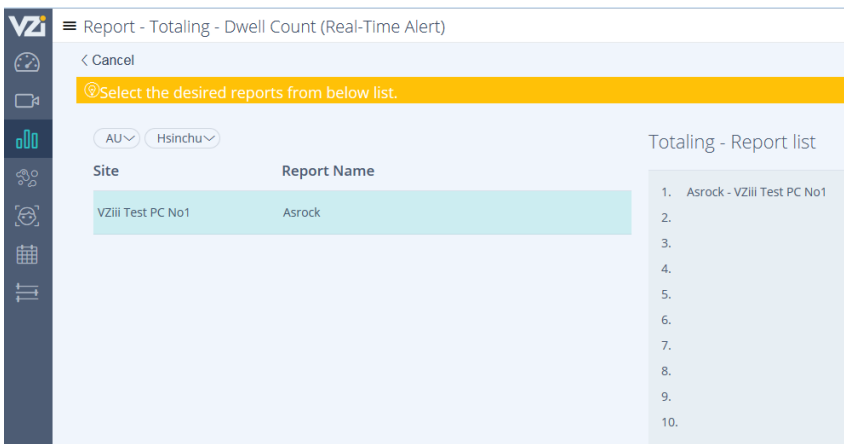 VZi
Report - Totaling - Dwell Count (Real-Time Alert)
Cancel
Select the desired reports from below list.
AU
Hsinchu
Site Report Name
VZiii Test PC No1 Asrock
Totaling - Report list
1. Asrock - VZiii Test PC No1
2.
3.
4.
5.
6.
7.
8.
9.
10.